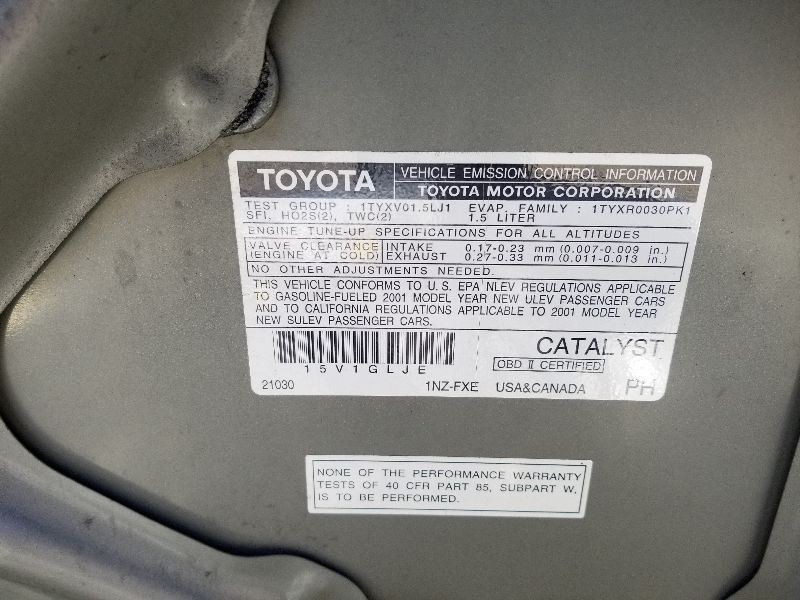 TOYOTA VEHICLE EMISSION CONTROL INFORMATION
TOYOTA MOTOR CORPORATION
TEST GROUP : 1TYXV01.5LJ1 EVAP. FAMILY : 1TYXR0030PK1
SFI, HO2S(2), TWC(2) 1.5 LITER
ENGINE TUNE-UP SPECIFICATIONS FOR ALL ALTITUDES
VALVE CLEARANCE INTAKE 0.17-0.23 mm (0.007-0.009 in.)
(ENGINE AT COLD) EXHAUST 0.27-0.33 mm (0.011-0.013 in.)
NO OTHER ADJUSTMENTS NEEDED.
THIS VEHICLE CONFORMS TO U.S. EPA NLEV REGULATIONS APPLICABLE
TO GASOLINE-FUELED 2001 MODEL YEAR NEW ULEV PASSENGER CARS
AND TO CALIFORNIA REGULATIONS APPLICABLE TO 2001 MODEL YEAR
NEW SULEV PASSENGER CARS.
CATALYST
15V1GLJE OBD II CERTIFIED
21030 1NZ-FXE USA&CANADA PH
NONE OF THE PERFORMANCE WARRANTY
TESTS OF 40 CFR PART 85, SUBPART W,
IS TO BE PERFORMED.